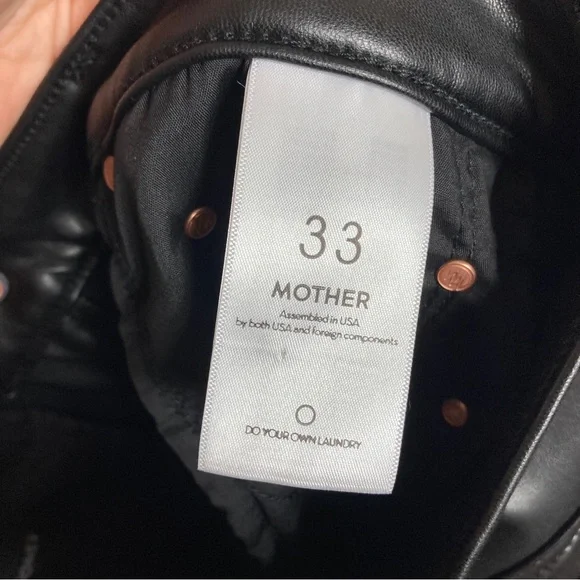 33
MOTHER
Assembled in USA
by both USA and foreign components
DO YOUR OWN LAUNDRY